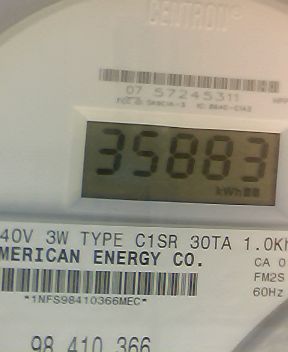 CENTRON®
07 57245311
35883
kWh
40V 3W TYPE C1SR 30TA 1.0Kh
MERICAN ENERGY CO.
CA 0
FM2S
60Hz
*1NFS98410366MEC*
98 410 366